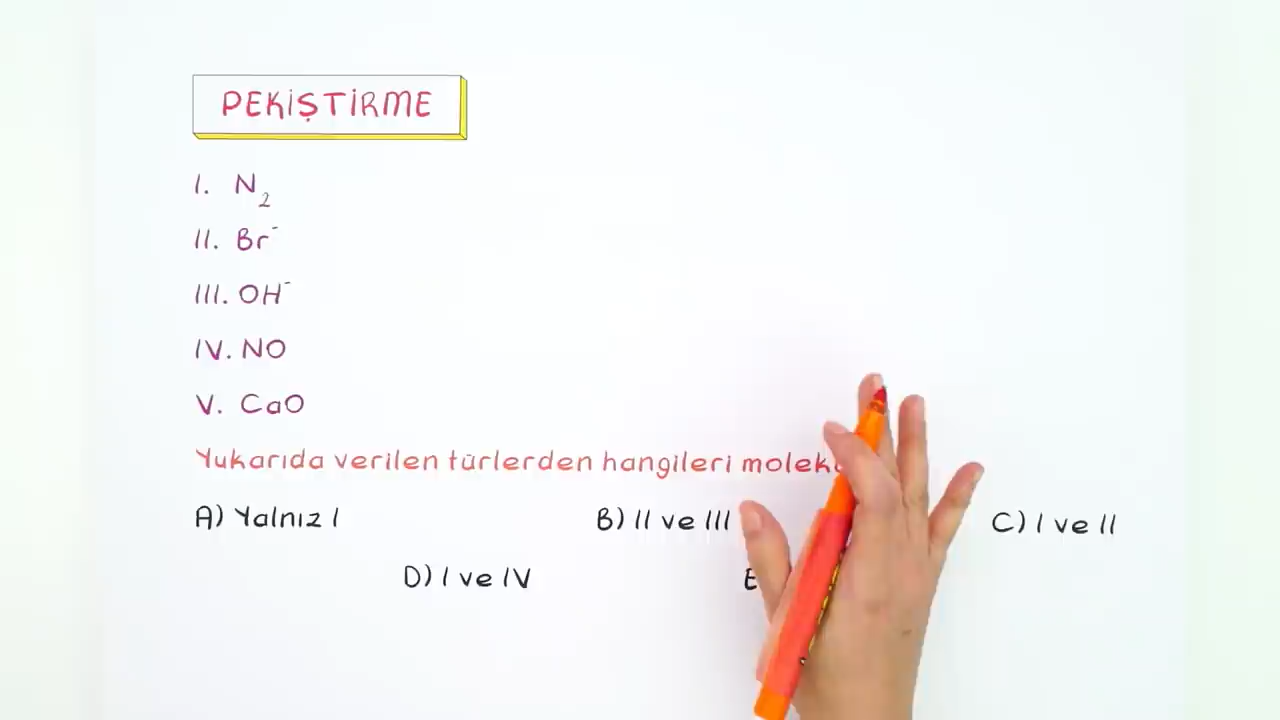 PEKİŞTİRME
I. N₂
II. Br⁻
III. OH⁻
IV. NO
V. CaO
Yukarıda verilen türlerden hangileri
A) Yalnız I B) II ve III C) I ve II
D) I ve IV